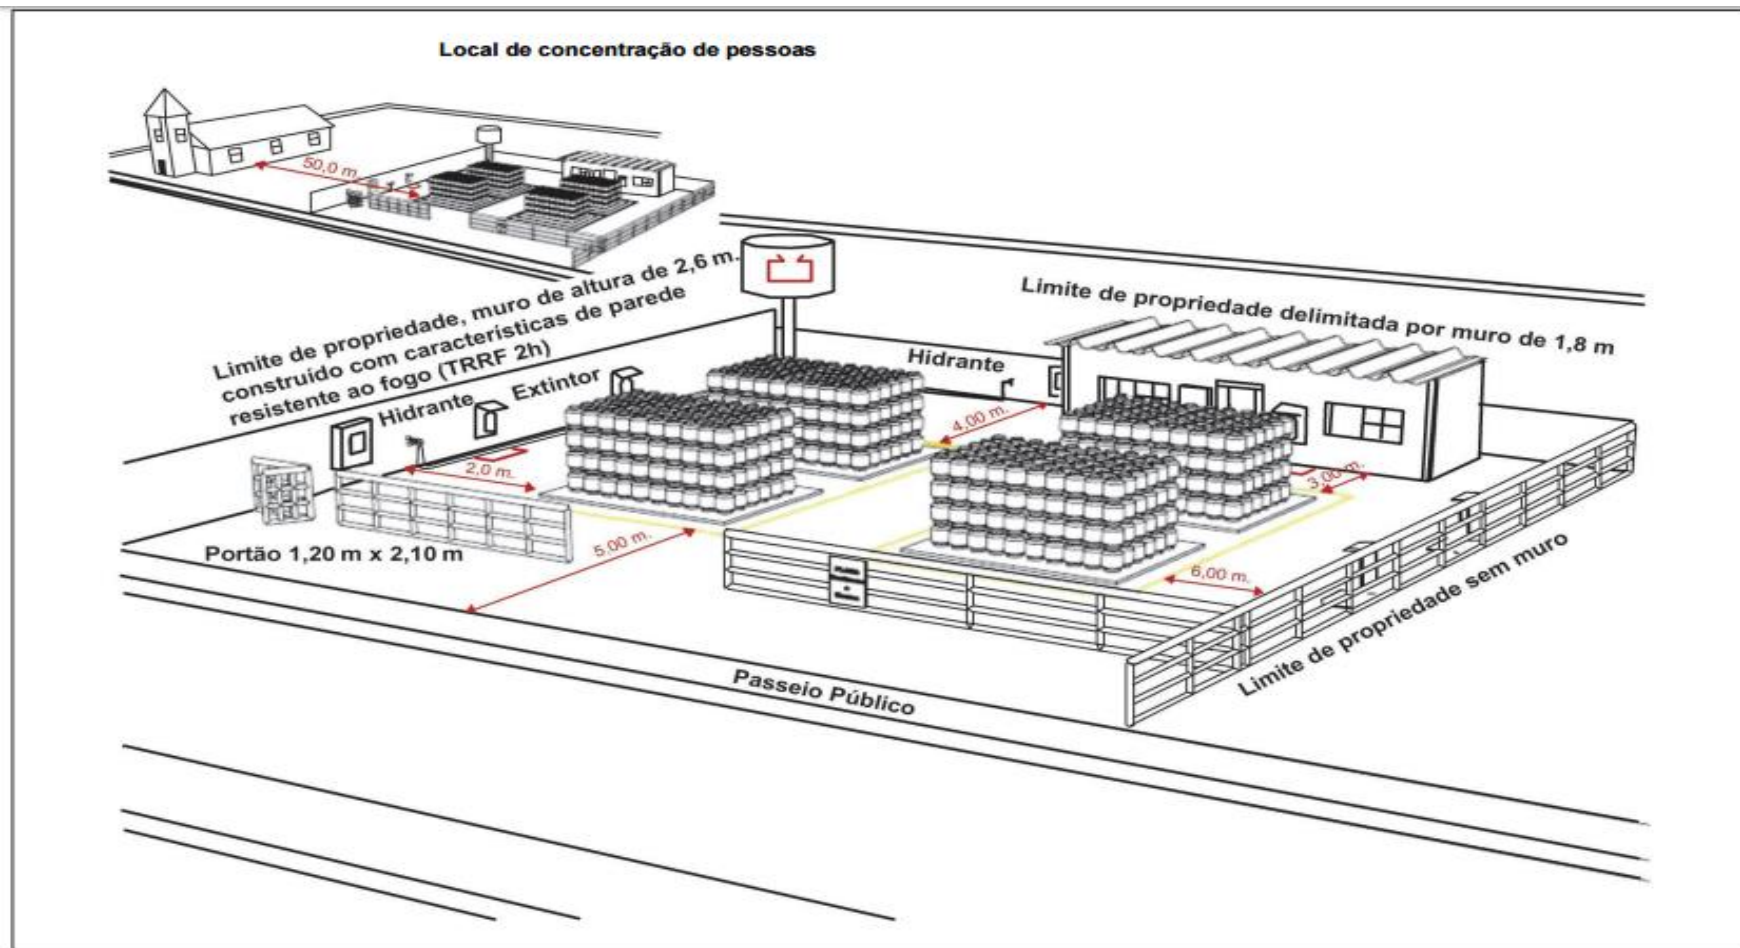 Local de concentração de pessoas
50,0 m.
Limite de propriedade, muro de altura de 2,6 m.
construído com características de parede
resistente ao fogo (TRRF 2h)
Limite de propriedade delimitada por muro de 1,8 m
Hidrante
Extintor
Hidrante
4,00 m.
2,0 m.
3,00 m.
Portão 1,20 m x 2,10 m
5,00 m.
6,00 m.
Limite de propriedade sem muro
Passeio Público